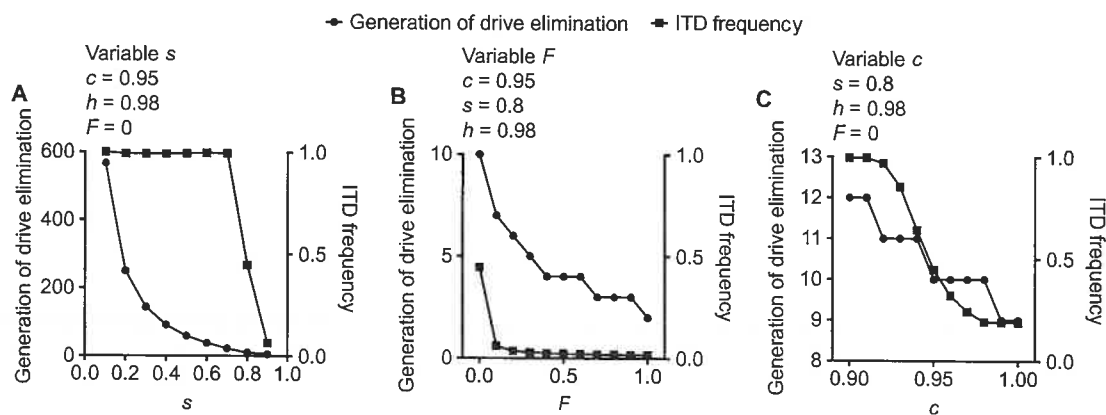 Generation of drive elimination ITD frequency
A
Variable s
c = 0.95
h = 0.98
F = 0
Generation of drive elimination
600
400
200
0
1.0
0.5
0.0
ITD frequency
0.0 0.2 0.4 0.6 0.8 1.0
s
B
Variable F
c = 0.95
s = 0.8
h = 0.98
Generation of drive elimination
10
5
0
1.0
0.5
0.0
ITD frequency
0.0 0.5 1.0
F
C
Variable c
s = 0.8
h = 0.98
F = 0
Generation of drive elimination
13
12
11
10
9
8
1.0
0.5
0.0
ITD frequency
0.90 0.95 1.00
c